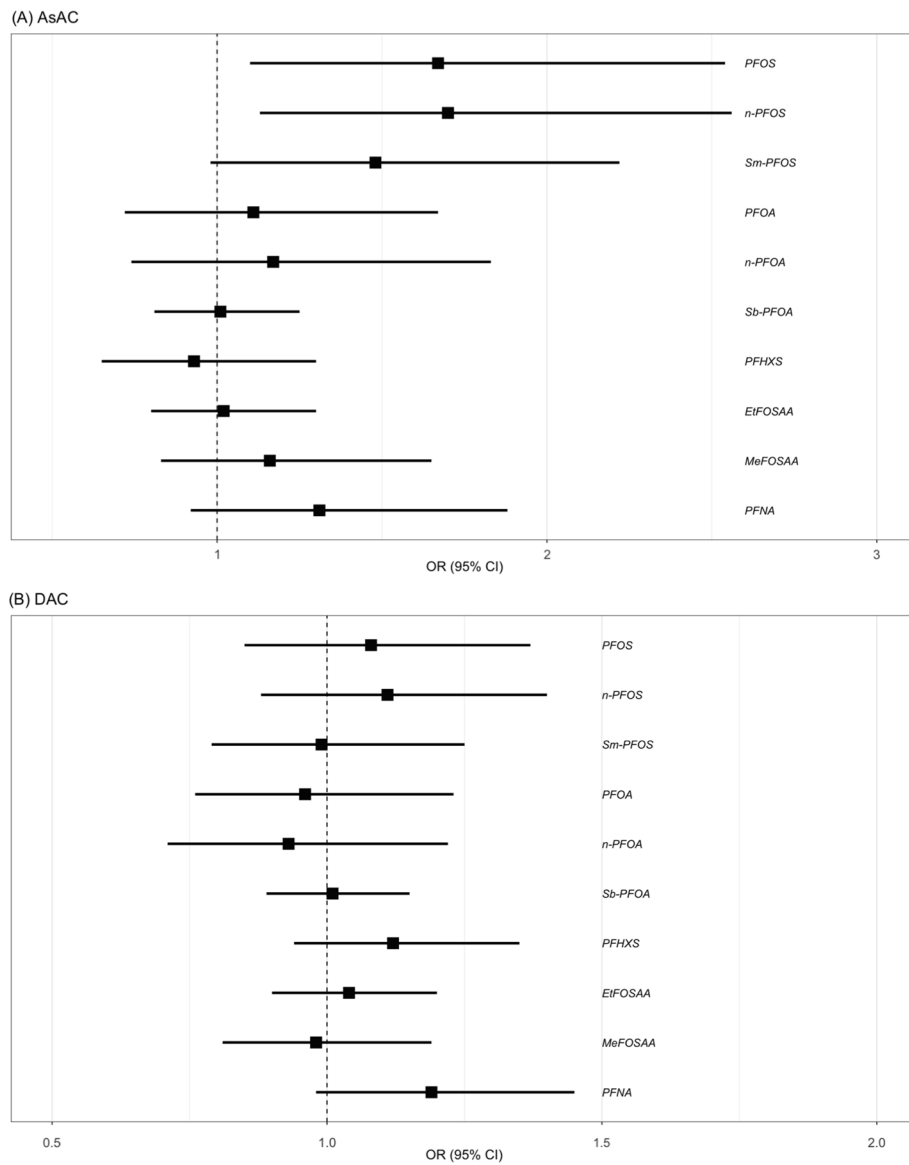 (A) AsAC
PFOS
n-PFOS
Sm-PFOS
PFOA
n-PFOA
Sb-PFOA
PFHXS
EtFOSAA
MeFOSAA
PFNA
1 2 3
OR (95% CI)
(B) DAC
PFOS
n-PFOS
Sm-PFOS
PFOA
n-PFOA
Sb-PFOA
PFHXS
EtFOSAA
MeFOSAA
PFNA
0.5 1.0 1.5 2.0
OR (95% CI)